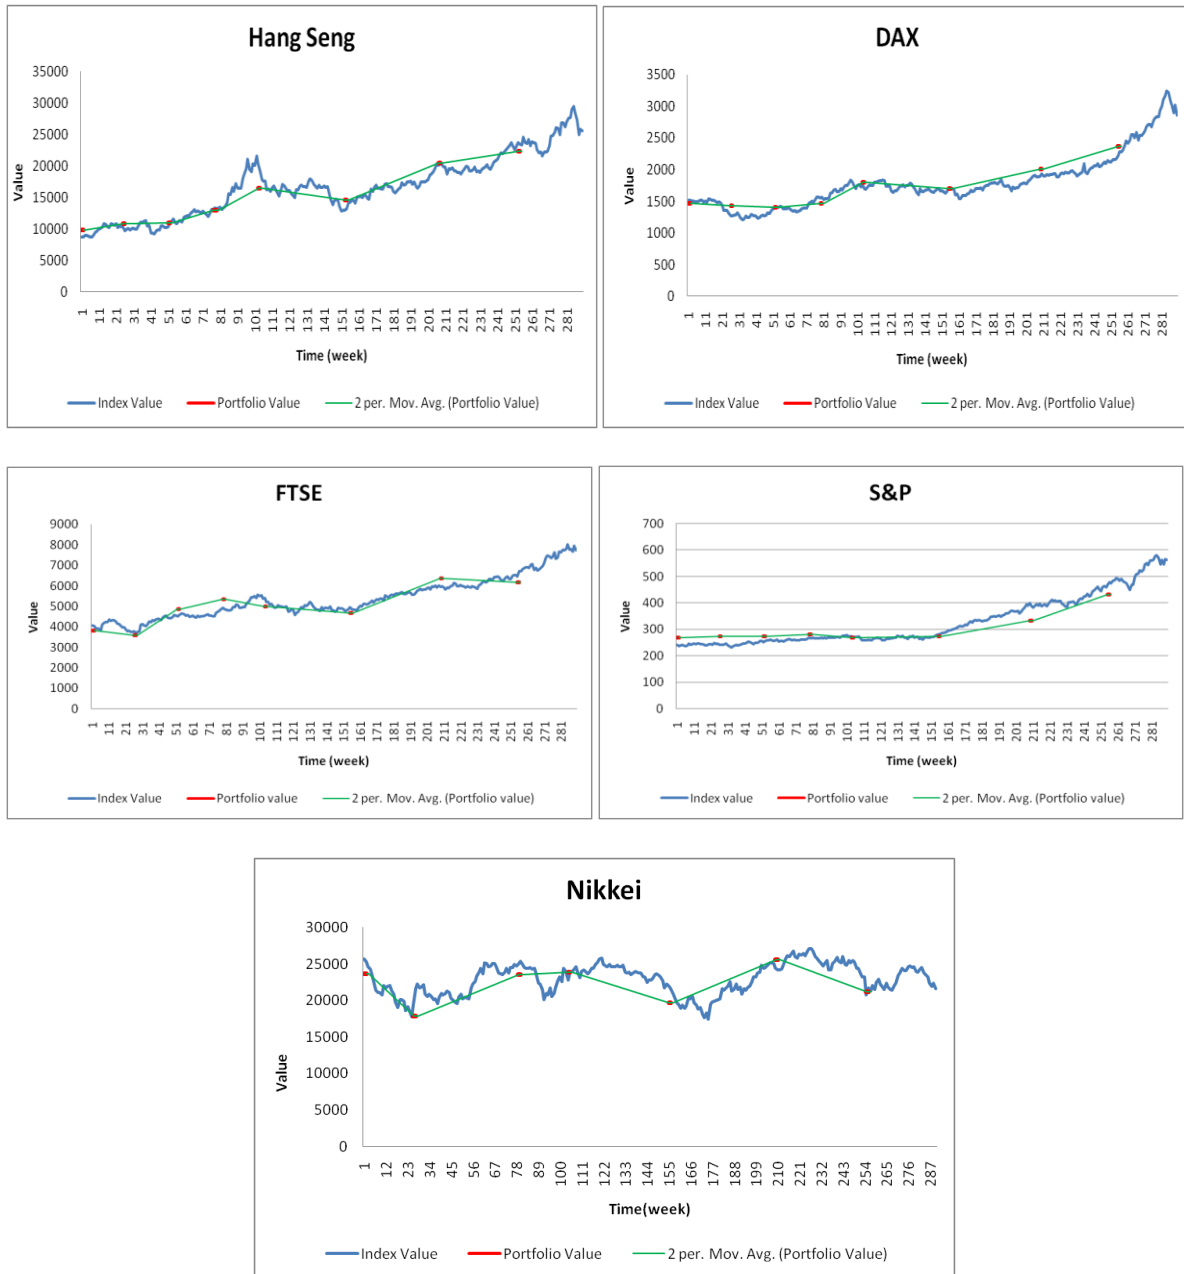 Hang Seng
35000
30000
25000
20000
15000
10000
5000
0
Value
1 11 21 31 41 51 61 71 81 91 101 111 121 131 141 151 161 171 181 191 201 211 221 231 241 251 261 271 281
Time (week)
Index Value Portfolio Value 2 per. Mov. Avg. (Portfolio Value)
DAX
3500
3000
2500
2000
1500
1000
500
0
Value
1 11 21 31 41 51 61 71 81 91 101 111 121 131 141 151 161 171 181 191 201 211 221 231 241 251 261 271 281
Time (week)
Index Value Portfolio Value 2 per. Mov. Avg. (Portfolio Value)
FTSE
9000
8000
7000
6000
5000
4000
3000
2000
1000
0
Value
1 11 21 31 41 51 61 71 81 91 101 111 121 131 141 151 161 171 181 191 201 211 221 231 241 251 261 271 281
Time (week)
Index Value Portfolio value 2 per. Mov. Avg. (Portfolio value)
S&P
700
600
500
400
300
200
100
0
Value
1 11 21 31 41 51 61 71 81 91 101 111 121 131 141 151 161 171 181 191 201 211 221 231 241 251 261 271 281
Time (week)
Index value Portfolio value 2 per. Mov. Avg. (Portfolio value)
Nikkei
30000
25000
20000
15000
10000
5000
0
Value
1 12 23 34 45 56 67 78 89 100 111 122 133 144 155 166 177 188 199 210 221 232 243 254 265 276 287
Time(week)
Index Value Portfolio Value 2 per. Mov. Avg. (Portfolio Value)